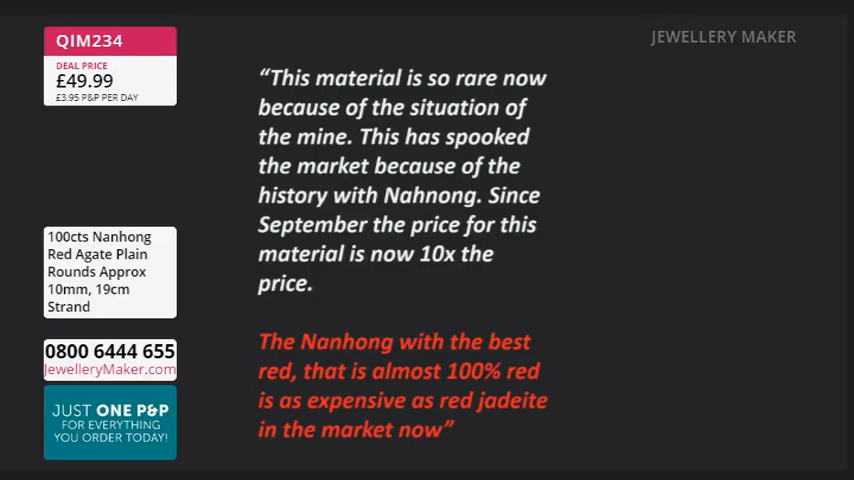 QIM234
DEAL PRICE
£49.99
£3.95 P&P PER DAY
JEWELLERY MAKER
“This material is so rare now
because of the situation of
the mine. This has spooked
the market because of the
history with Nahnong. Since
September the price for this
material is now 10x the
price.
The Nanhong with the best
red, that is almost 100% red
is as expensive as red jadeite
in the market now”
100cts Nanhong
Red Agate Plain
Rounds Approx
10mm, 19cm
Strand
0800 6444 655
JewelleryMaker.com
JUST ONE P&P
FOR EVERYTHING
YOU ORDER TODAY!